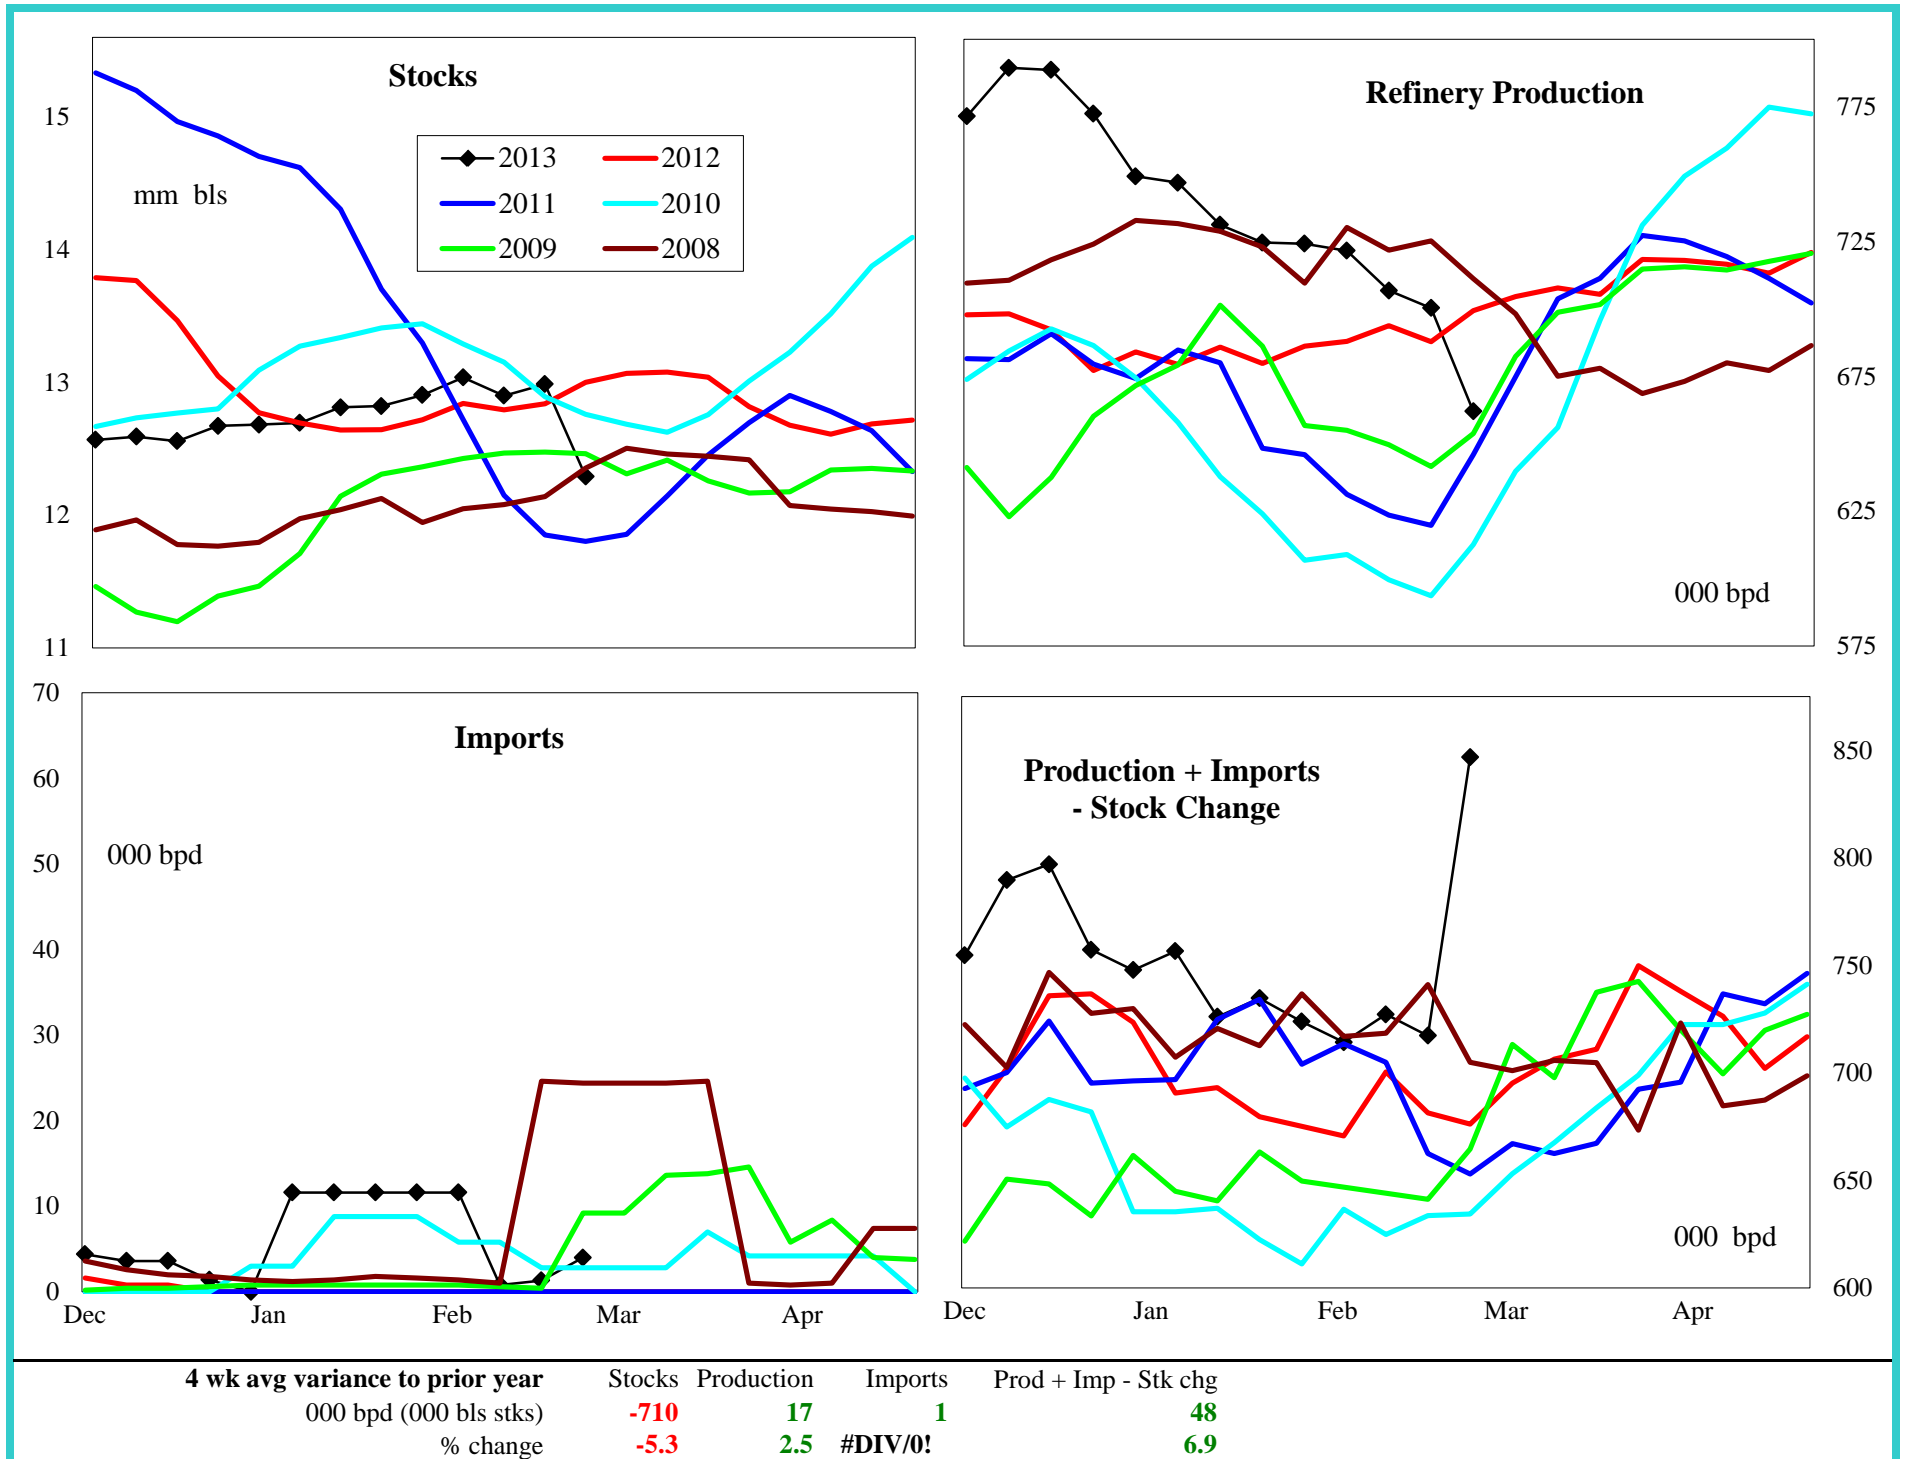 Stocks
15
14
13
12
11
mm bls
2013 2012
2011 2010
2009 2008
Refinery Production
775
725
675
625
575
000 bpd
Imports
70
60
50
40
30
20
10
0
000 bpd
Dec Jan Feb Mar Apr
Production + Imports
- Stock Change
850
800
750
700
650
600
000 bpd
Dec Jan Feb Mar Apr
4 wk avg variance to prior year Stocks Production Imports Prod + Imp - Stk chg
000 bpd (000 bls stks) -710 17 1 48
% change -5.3 2.5 #DIV/0! 6.9